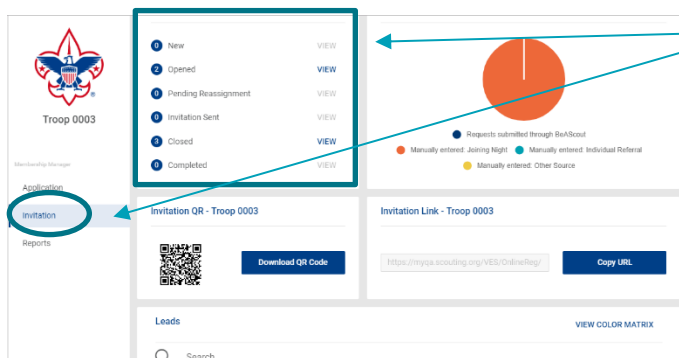 Troop 0003
Membership Manager
Application
Invitation
Reports
0 New VIEW
2 Opened VIEW
0 Pending Reassignment VIEW
0 Invitation Sent VIEW
3 Closed VIEW
0 Completed VIEW
Requests submitted through BeAScout
Manually entered: Joining Night Manually entered: Individual Referral
Manually entered: Other Source
Invitation QR - Troop 0003
Download QR Code
Invitation Link - Troop 0003
https://myqa.scouting.org/VES/OnlineReg/
Copy URL
Leads
VIEW COLOR MATRIX
Search